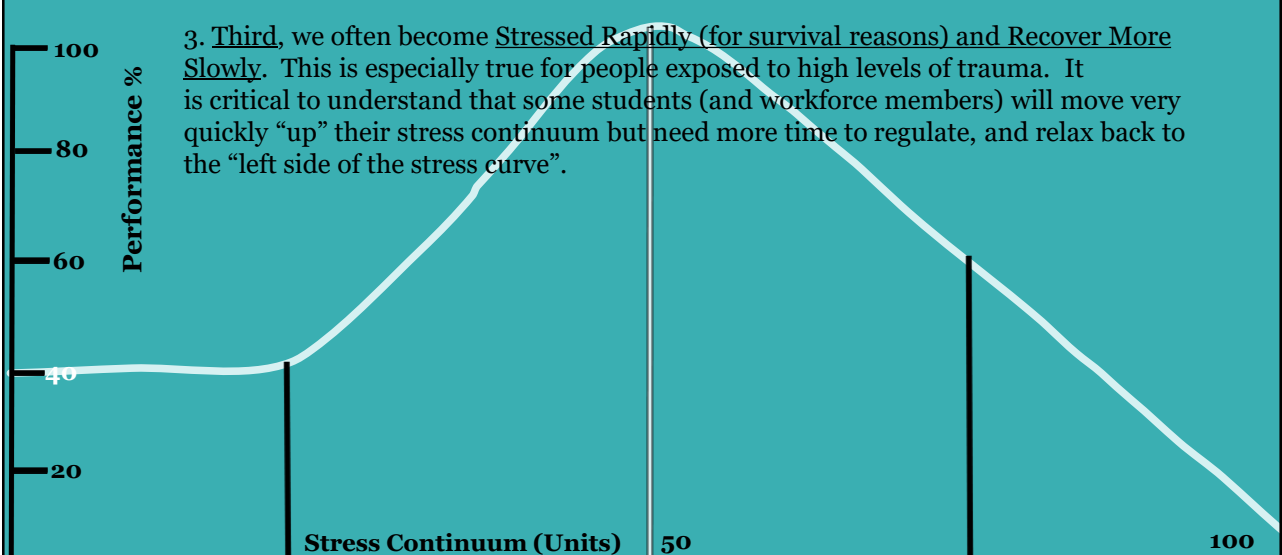 3. Third, we often become Stressed Rapidly (for survival reasons) and Recover More
Slowly.  This is especially true for people exposed to high levels of trauma.  It
is critical to understand that some students (and workforce members) will move very
quickly “up” their stress continuum but need more time to regulate, and relax back to
the “left side of the stress curve”.
Performance %
100
80
60
40
20
Stress Continuum (Units)
50
100